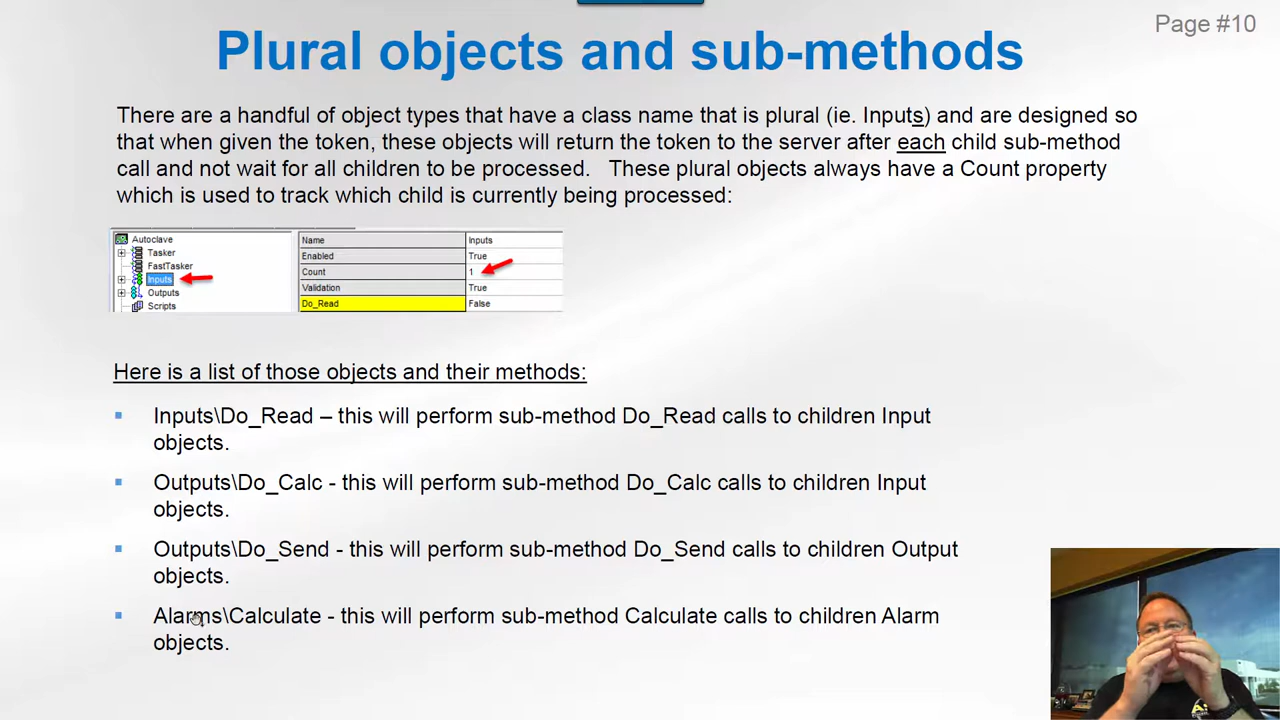 Page #10
Plural objects and sub-methods
There are a handful of object types that have a class name that is plural (ie. Inputs) and are designed so
that when given the token, these objects will return the token to the server after each child sub-method
call and not wait for all children to be processed. These plural objects always have a Count property
which is used to track which child is currently being processed:
Autoclave
Tasker
FastTasker
Inputs
Outputs
Scripts
Name Inputs
Enabled True
Count 1
Validation True
Do_Read False
Here is a list of those objects and their methods:
Inputs\Do_Read – this will perform sub-method Do_Read calls to children Input
objects.
Outputs\Do_Calc - this will perform sub-method Do_Calc calls to children Input
objects.
Outputs\Do_Send - this will perform sub-method Do_Send calls to children Output
objects.
Alarms\Calculate - this will perform sub-method Calculate calls to children Alarm
objects.